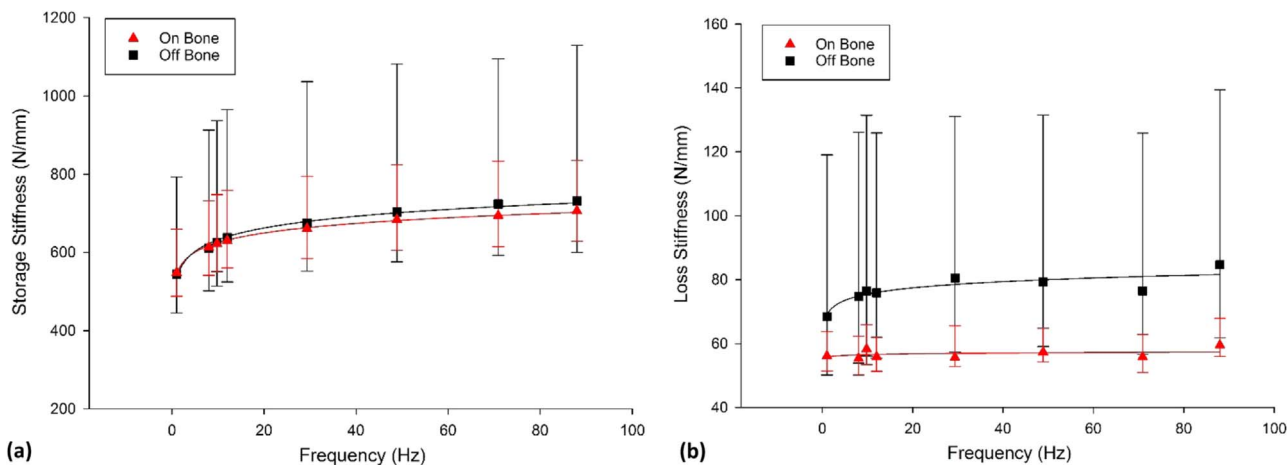 1200
1000
800
600
400
200
Storage Stiffness (N/mm)
On Bone
Off Bone
0 20 40 60 80 100
Frequency (Hz)
(a)
160
140
120
100
80
60
40
Loss Stiffness (N/mm)
On Bone
Off Bone
0 20 40 60 80 100
Frequency (Hz)
(b)